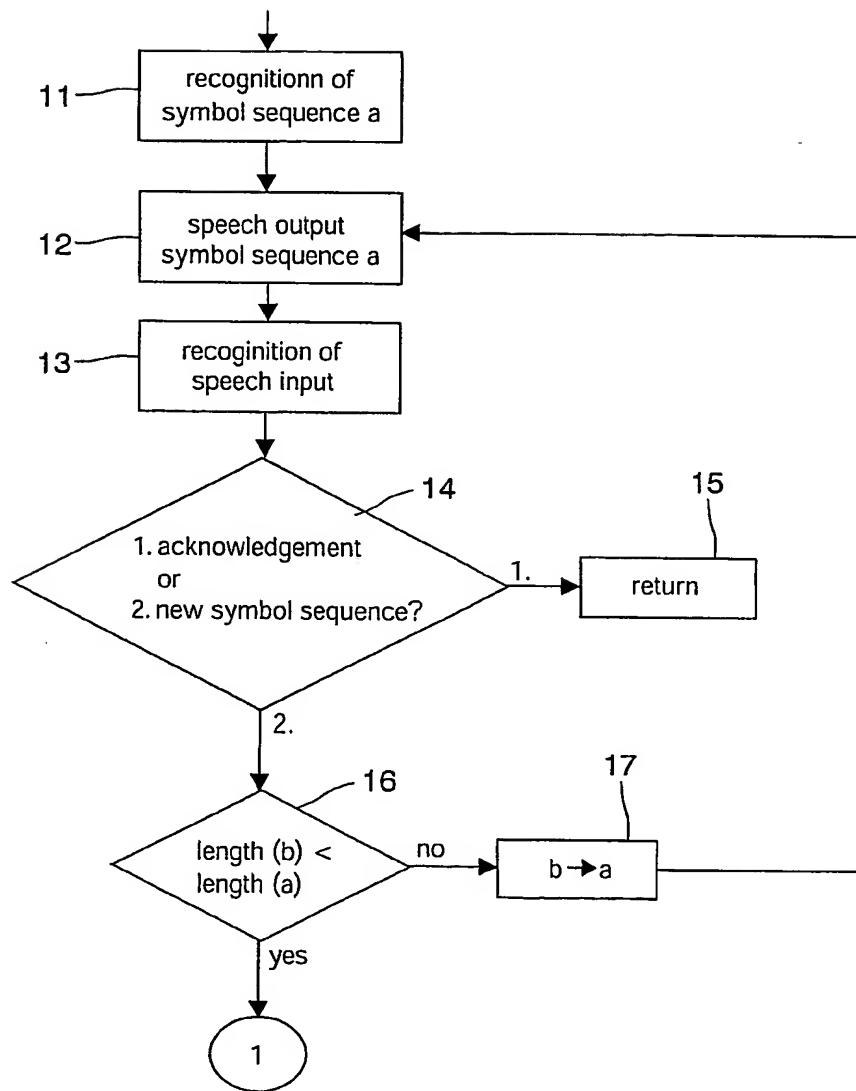 11
recognitionn of
symbol sequence a
12
speech output
symbol sequence a
13
recoginition of
speech input
14
1. acknowledgement
or
2. new symbol sequence?
1.
15
return
2.
16
length (b) <
length (a)
no
17
b→a
yes
1